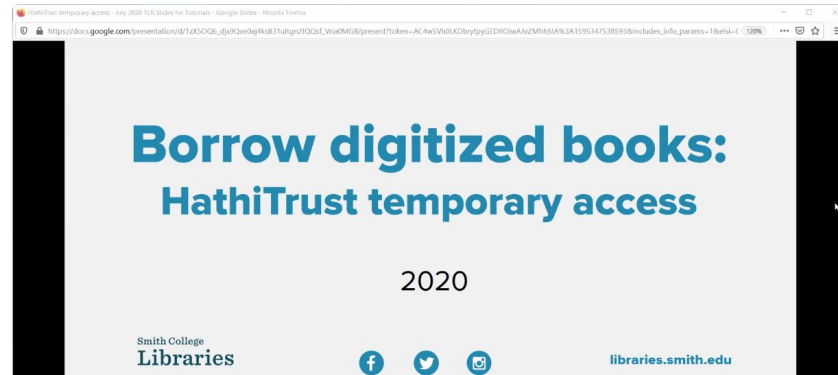 HathiTrust temporary access - July 2020 TLR Slides for Tutorials - Google Slides - Mozilla Firefox
120%
Borrow digitized books:
HathiTrust temporary access
2020
Smith College
Libraries
libraries.smith.edu